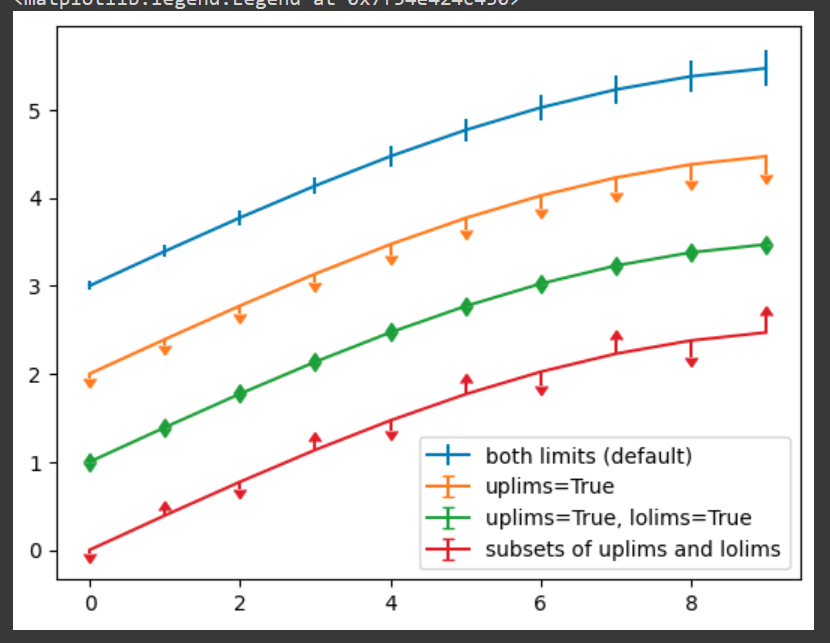 5
4
3
2
1
0
both limits (default)
uplims=True
uplims=True, lolims=True
subsets of uplims and lolims
0 2 4 6 8